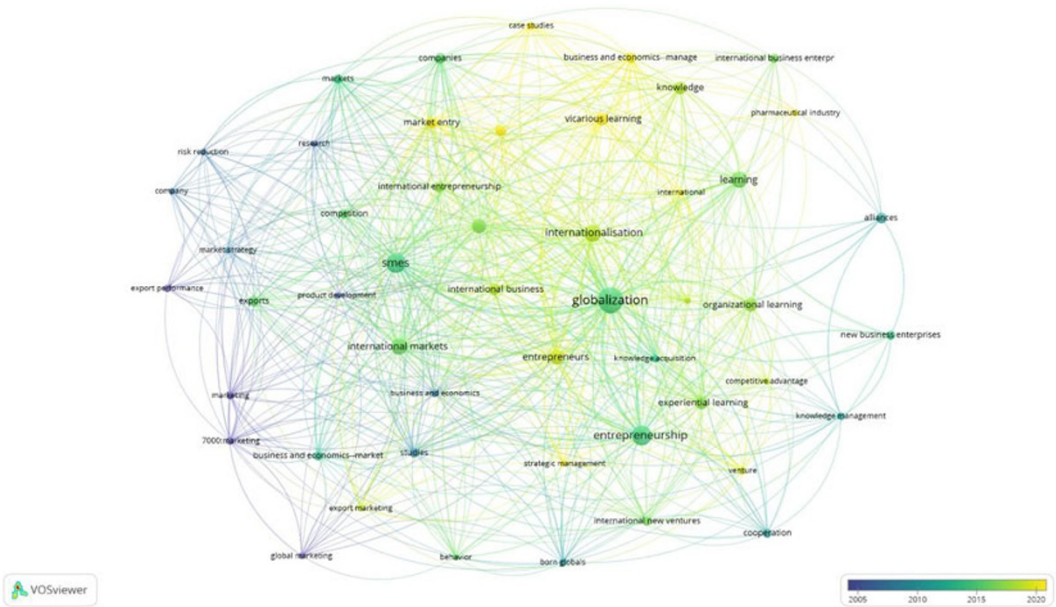 case studies
companies
business and economics--manage
international business enterpr
markets
knowledge
pharmaceutical industry
market entry
vicarious learning
research
risk reduction
company
international entrepreneurship
international
learning
competition
alliances
internationalisation
market strategy
smes
export performance
product development
exports
international business
globalization
organizational learning
new business enterprises
international markets
entrepreneurs
knowledge acquisition
competitive advantage
marketing
business and economics
experiential learning
knowledge management
7000:marketing
entrepreneurship
business and economics--market
studies
strategic management
venture
export marketing
international new ventures
cooperation
global marketing
behavior
born globals
VOSviewer
2005 2010 2015 2020